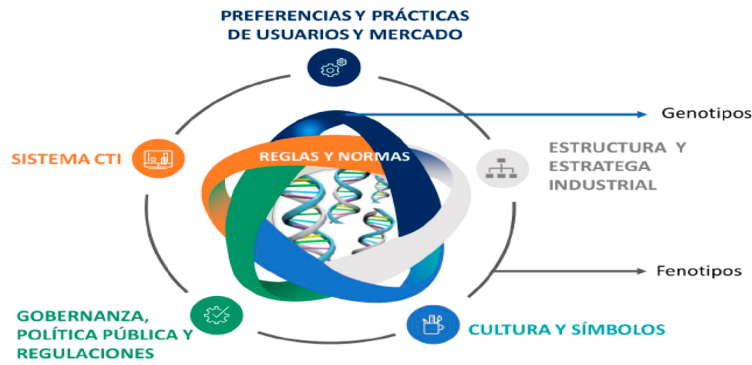 PREFERENCIAS Y PRÁCTICAS
DE USUARIOS Y MERCADO
Genotipos
SISTEMA CTI
REGLAS Y NORMAS
ESTRUCTURA Y
ESTRATEGA
INDUSTRIAL
Fenotipos
GOBERNANZA,
POLÍTICA PÚBLICA Y
REGULACIONES
CULTURA Y SÍMBOLOS